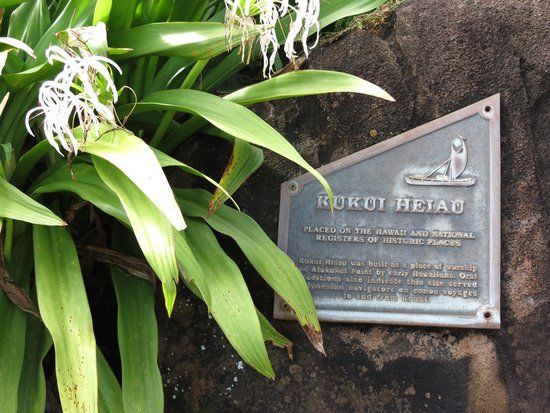 KUKUI HEIAU
PLACED ON THE HAWAII AND NATIONAL
REGISTERS OF HISTORIC PLACES
Kukui Heiau was built as a place of worship
on Alakukui Point by early Hawaiians. Oral
traditions also indicate this site served
Polynesian navigators on canoe voyages
to and from Kauai.